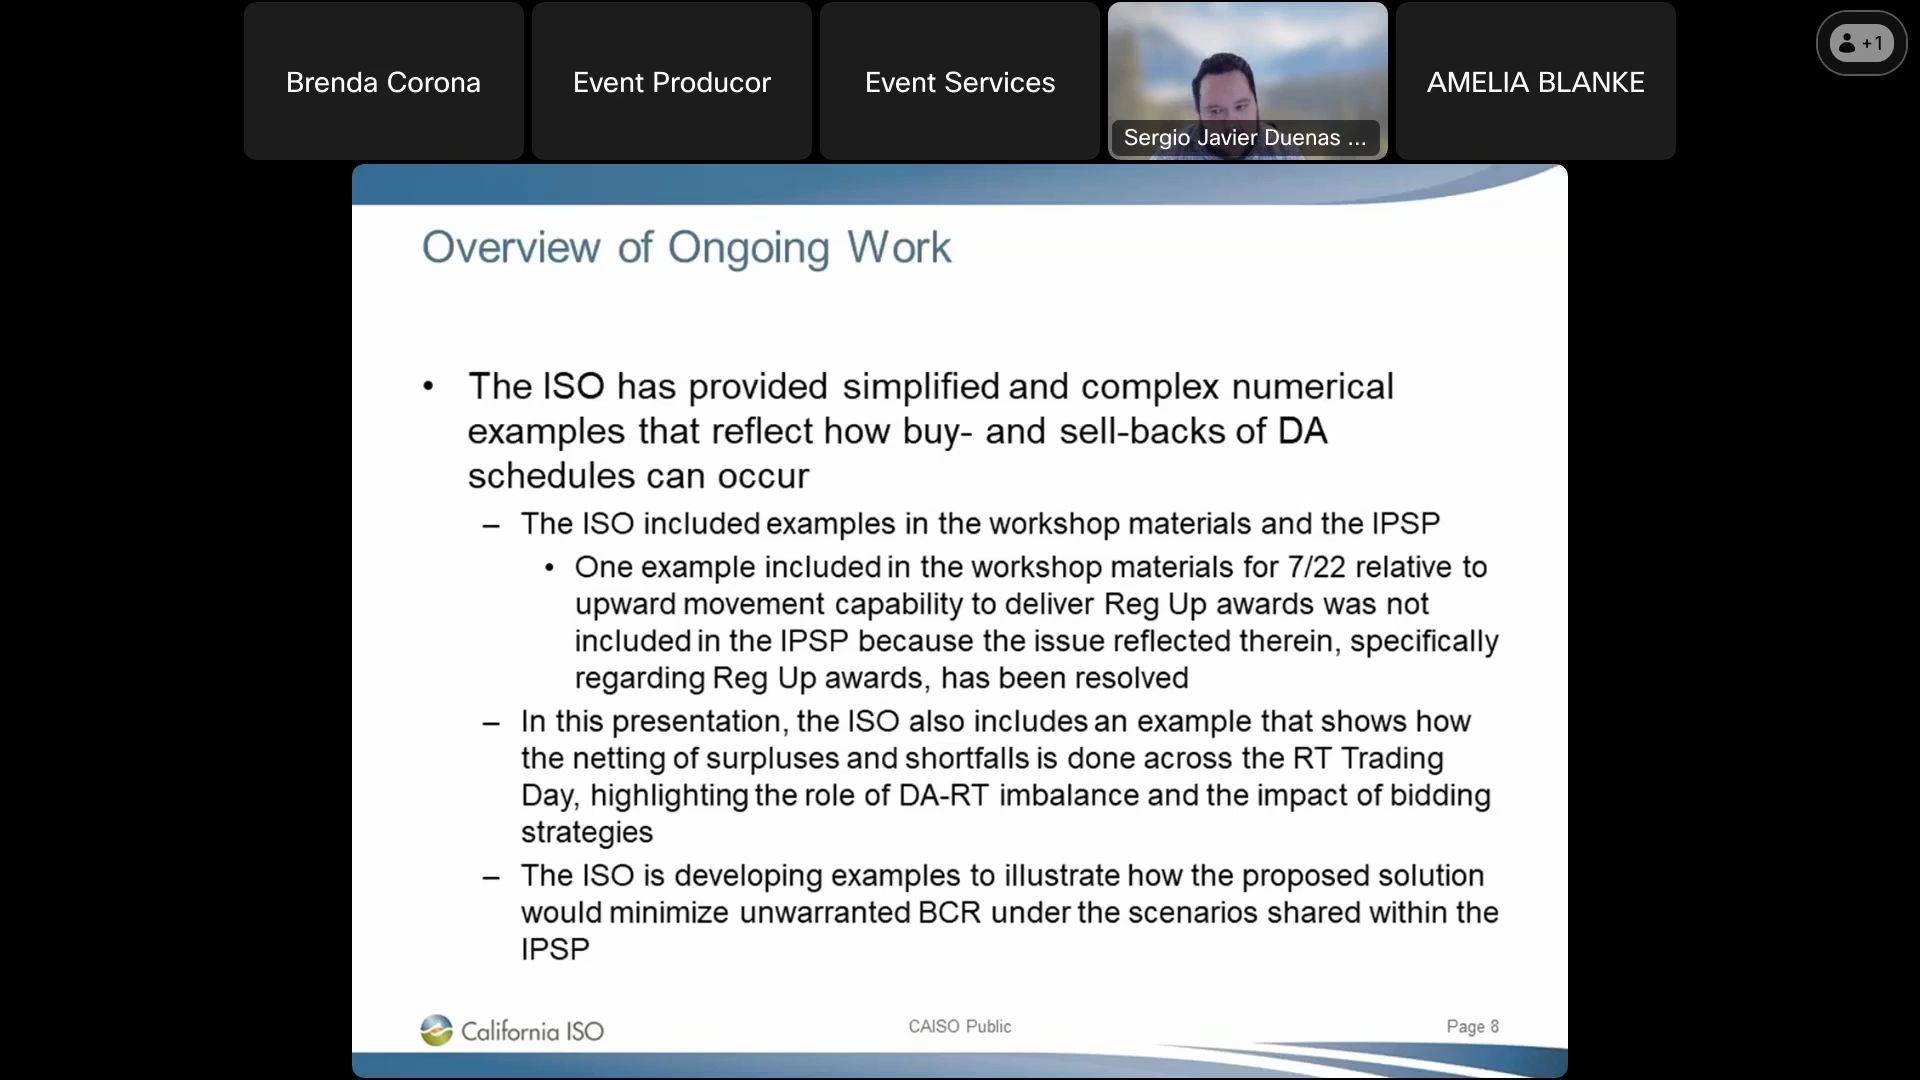 Brenda Corona
Event Producor
Event Services
Sergio Javier Duenas ...
AMELIA BLANKE
+1
Overview of Ongoing Work
• The ISO has provided simplified and complex numerical
examples that reflect how buy- and sell-backs of DA
schedules can occur
– The ISO included examples in the workshop materials and the IPSP
• One example included in the workshop materials for 7/22 relative to
upward movement capability to deliver Reg Up awards was not
included in the IPSP because the issue reflected therein, specifically
regarding Reg Up awards, has been resolved
– In this presentation, the ISO also includes an example that shows how
the netting of surpluses and shortfalls is done across the RT Trading
Day, highlighting the role of DA-RT imbalance and the impact of bidding
strategies
– The ISO is developing examples to illustrate how the proposed solution
would minimize unwarranted BCR under the scenarios shared within the
IPSP
California ISO
CAISO Public
Page 8